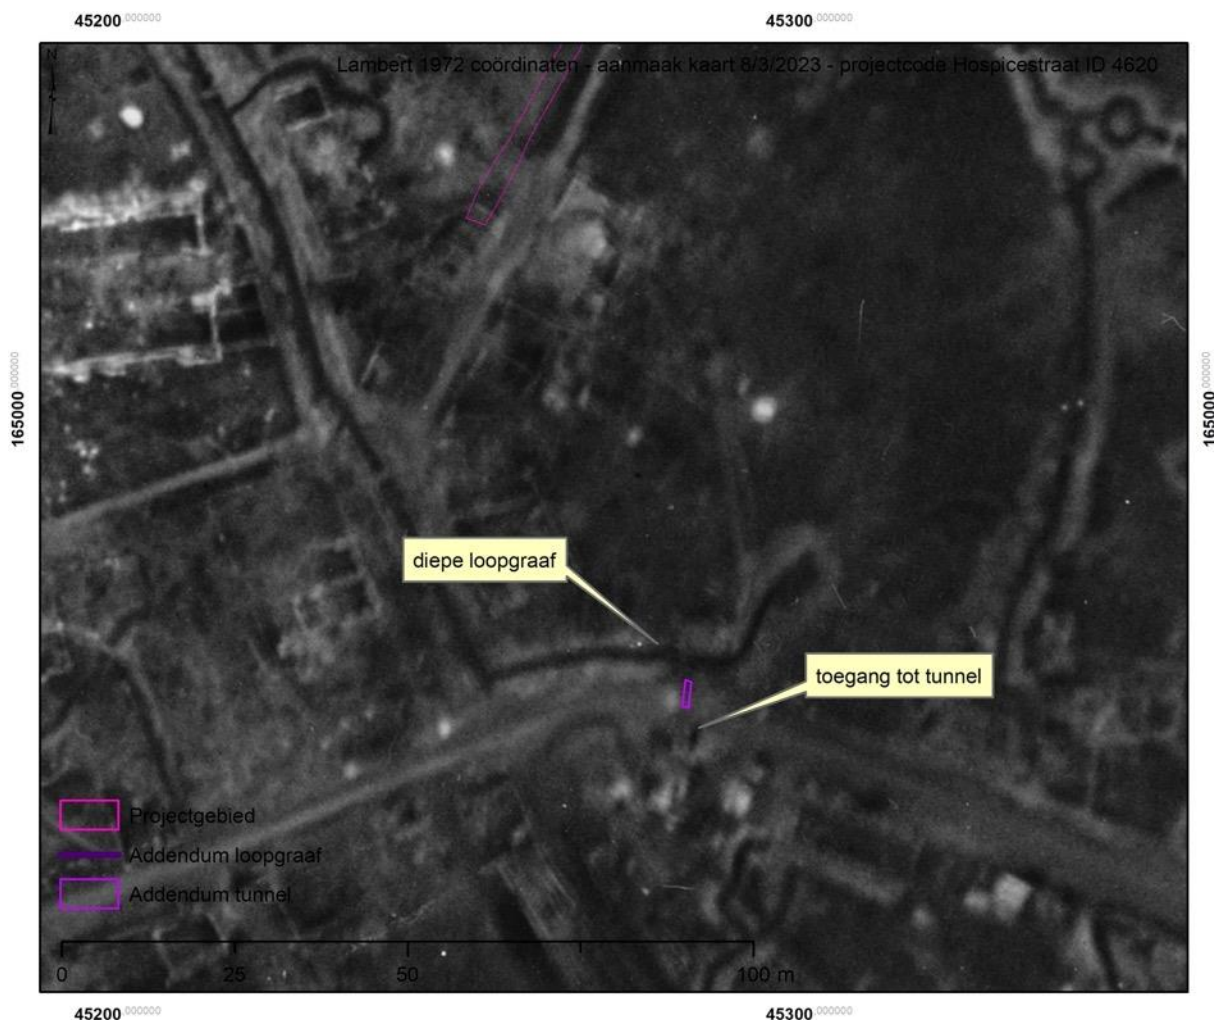 45200.000000 45300.000000
N
Lambert 1972 coördinaten - aanmaak kaart 8/3/2023 - projectcode Hospicestraat ID 4620
165000.000000 165000.000000
diepe loopgraaf
toegang tot tunnel
Projectgebied
Addendum loopgraaf
Addendum tunnel
0 25 50 100 m
45200.000000 45300.000000